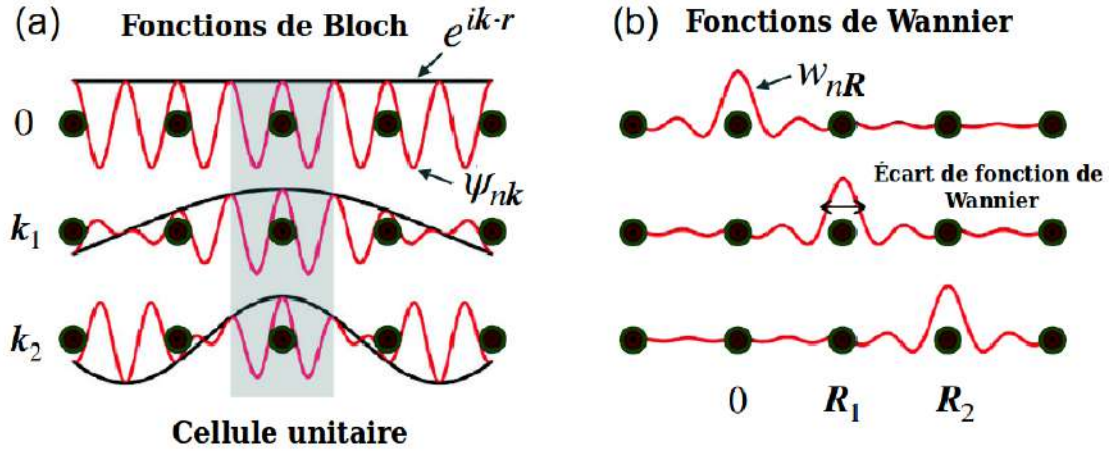 (a)
Fonctions de Bloch
e^{ik·r}
0
ψ_{nk}
k_1
k_2
Cellule unitaire
(b)
Fonctions de Wannier
w_{nR}
Écart de fonction de
Wannier
0
R_1
R_2